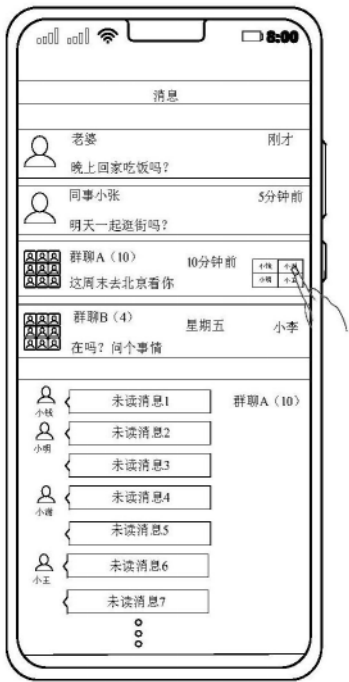 8:00
消息
老婆 刚才
晚上回家吃饭吗?
同事小张 5分钟前
明天一起逛街吗?
群聊A（10） 10分钟前
这周末去北京看你
小钱
小明
群聊B（4） 星期五 小李
在吗? 问个事情
未读消息1 群聊A（10）
小钱
未读消息2
小明
未读消息3
未读消息4
未读消息5
未读消息6
小王
未读消息7